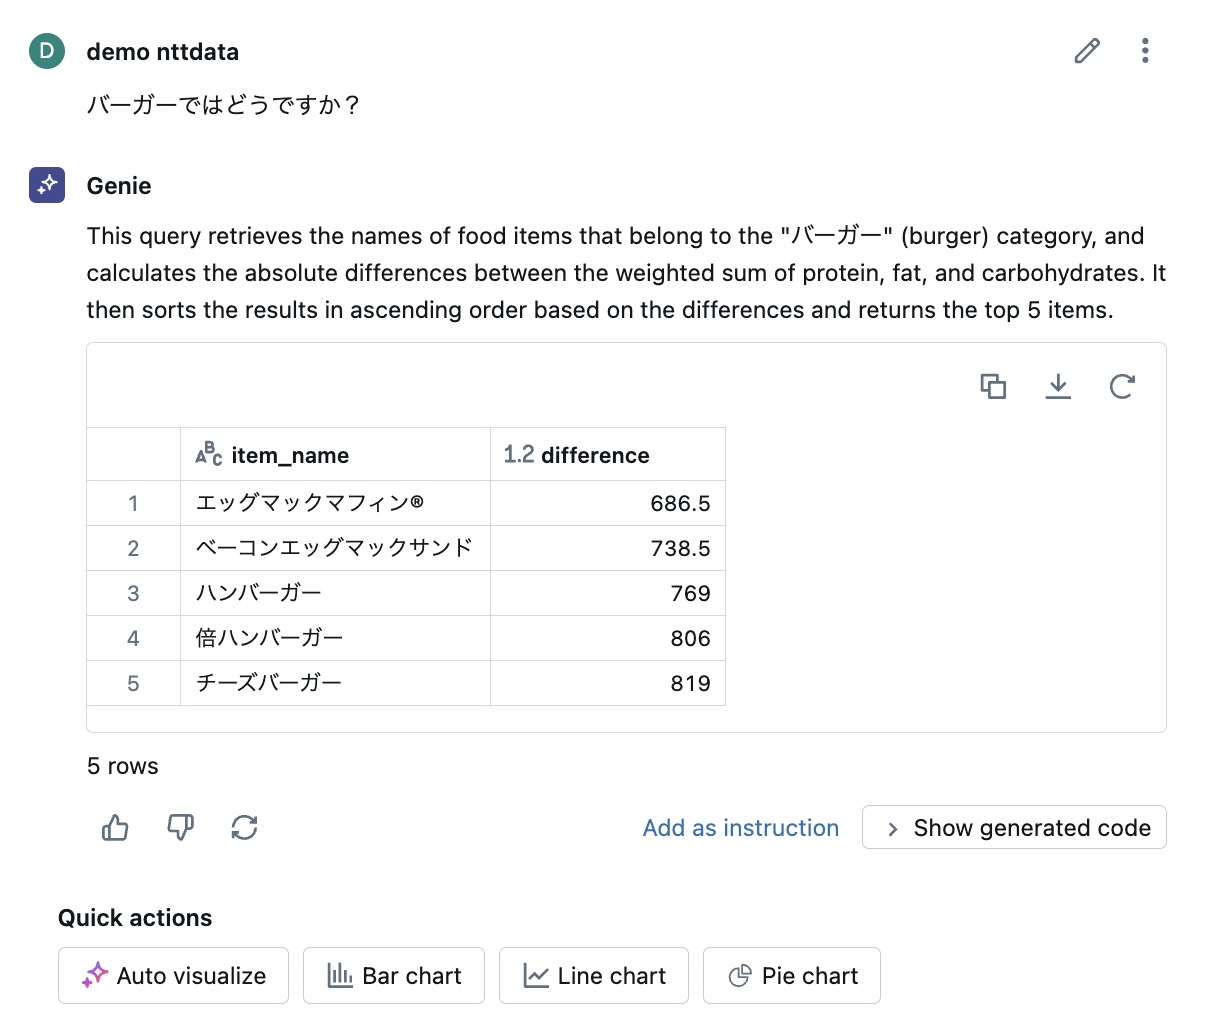 D demo nttdata
バーガーではどうですか？
Genie
This query retrieves the names of food items that belong to the "バーガー" (burger) category, and
calculates the absolute differences between the weighted sum of protein, fat, and carbohydrates. It
then sorts the results in ascending order based on the differences and returns the top 5 items.
ABC item_name 1.2 difference
1 エッグマックマフィン® 686.5
2 ベーコンエッグマックサンド 738.5
3 ハンバーガー 769
4 倍ハンバーガー 806
5 チーズバーガー 819
5 rows
Add as instruction Show generated code
Quick actions
Auto visualize Bar chart Line chart Pie chart